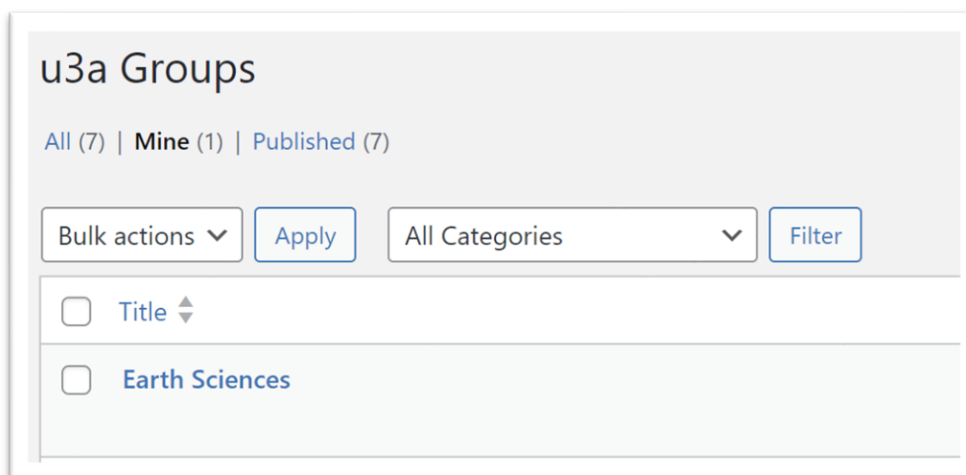 u3a Groups
All (7) | Mine (1) | Published (7)
Bulk actions Apply All Categories Filter
Title
Earth Sciences